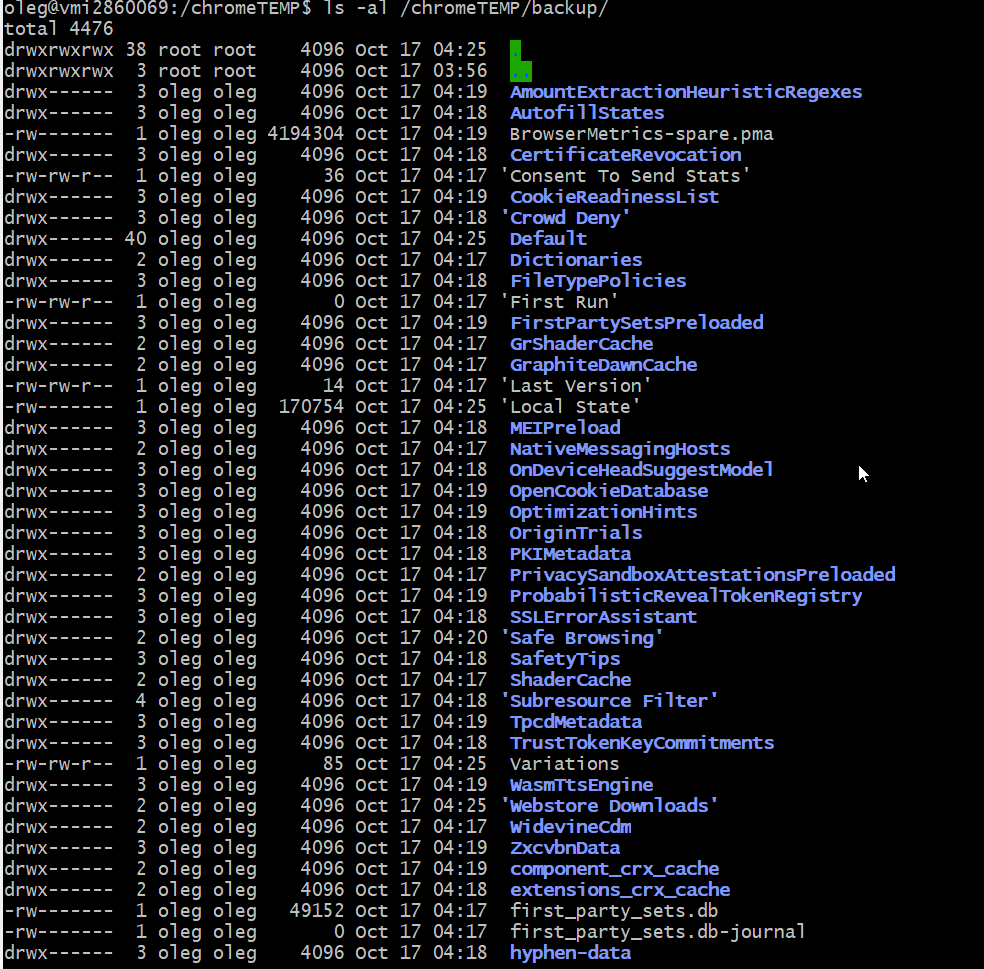 oleg@vmi2860069:/chromeTEMP$ ls -al /chromeTEMP/backup/
total 4476
drwxrwxrwx 38 root root    4096 Oct 17 04:25  .
drwxrwxrwx  3 root root    4096 Oct 17 03:56  ..
drwx------  3 oleg oleg    4096 Oct 17 04:19  AmountExtractionHeuristicRegexes
drwx------  3 oleg oleg    4096 Oct 17 04:18  AutofillStates
-rw-------  1 oleg oleg 4194304 Oct 17 04:19  BrowserMetrics-spare.pma
drwx------  3 oleg oleg    4096 Oct 17 04:18  CertificateRevocation
-rw-rw-r--  1 oleg oleg      36 Oct 17 04:17 'Consent To Send Stats'
drwx------  3 oleg oleg    4096 Oct 17 04:19  CookieReadinessList
drwx------  3 oleg oleg    4096 Oct 17 04:18 'Crowd Deny'
drwx------ 40 oleg oleg    4096 Oct 17 04:25  Default
drwx------  2 oleg oleg    4096 Oct 17 04:17  Dictionaries
drwx------  3 oleg oleg    4096 Oct 17 04:18  FileTypePolicies
-rw-rw-r--  1 oleg oleg       0 Oct 17 04:17 'First Run'
drwx------  3 oleg oleg    4096 Oct 17 04:19  FirstPartySetsPreloaded
drwx------  2 oleg oleg    4096 Oct 17 04:17  GrShaderCache
drwx------  2 oleg oleg    4096 Oct 17 04:17  GraphiteDawnCache
-rw-rw-r--  1 oleg oleg      14 Oct 17 04:17 'Last Version'
-rw-------  1 oleg oleg  170754 Oct 17 04:25 'Local State'
drwx------  3 oleg oleg    4096 Oct 17 04:18  MEIPreload
drwx------  2 oleg oleg    4096 Oct 17 04:17  NativeMessagingHosts
drwx------  3 oleg oleg    4096 Oct 17 04:18  OnDeviceHeadSuggestModel
drwx------  3 oleg oleg    4096 Oct 17 04:19  OpenCookieDatabase
drwx------  3 oleg oleg    4096 Oct 17 04:19  OptimizationHints
drwx------  3 oleg oleg    4096 Oct 17 04:18  OriginTrials
drwx------  3 oleg oleg    4096 Oct 17 04:18  PKIMetadata
drwx------  2 oleg oleg    4096 Oct 17 04:17  PrivacySandboxAttestationsPreloaded
drwx------  3 oleg oleg    4096 Oct 17 04:19  ProbabilisticRevealTokenRegistry
drwx------  3 oleg oleg    4096 Oct 17 04:18  SSLErrorAssistant
drwx------  2 oleg oleg    4096 Oct 17 04:20 'Safe Browsing'
drwx------  3 oleg oleg    4096 Oct 17 04:18  SafetyTips
drwx------  2 oleg oleg    4096 Oct 17 04:17  ShaderCache
drwx------  4 oleg oleg    4096 Oct 17 04:18 'Subresource Filter'
drwx------  3 oleg oleg    4096 Oct 17 04:19  TpcdMetadata
drwx------  3 oleg oleg    4096 Oct 17 04:18  TrustTokenKeyCommitments
-rw-rw-r--  1 oleg oleg      85 Oct 17 04:25  Variations
drwx------  3 oleg oleg    4096 Oct 17 04:19  WasmTtsEngine
drwx------  2 oleg oleg    4096 Oct 17 04:25 'Webstore Downloads'
drwx------  2 oleg oleg    4096 Oct 17 04:17  WidevineCdm
drwx------  3 oleg oleg    4096 Oct 17 04:19  ZxcvbnData
drwx------  2 oleg oleg    4096 Oct 17 04:19  component_crx_cache
drwx------  2 oleg oleg    4096 Oct 17 04:18  extensions_crx_cache
-rw-------  1 oleg oleg   49152 Oct 17 04:17  first_party_sets.db
-rw-------  1 oleg oleg       0 Oct 17 04:17  first_party_sets.db-journal
drwx------  3 oleg oleg    4096 Oct 17 04:18  hyphen-data